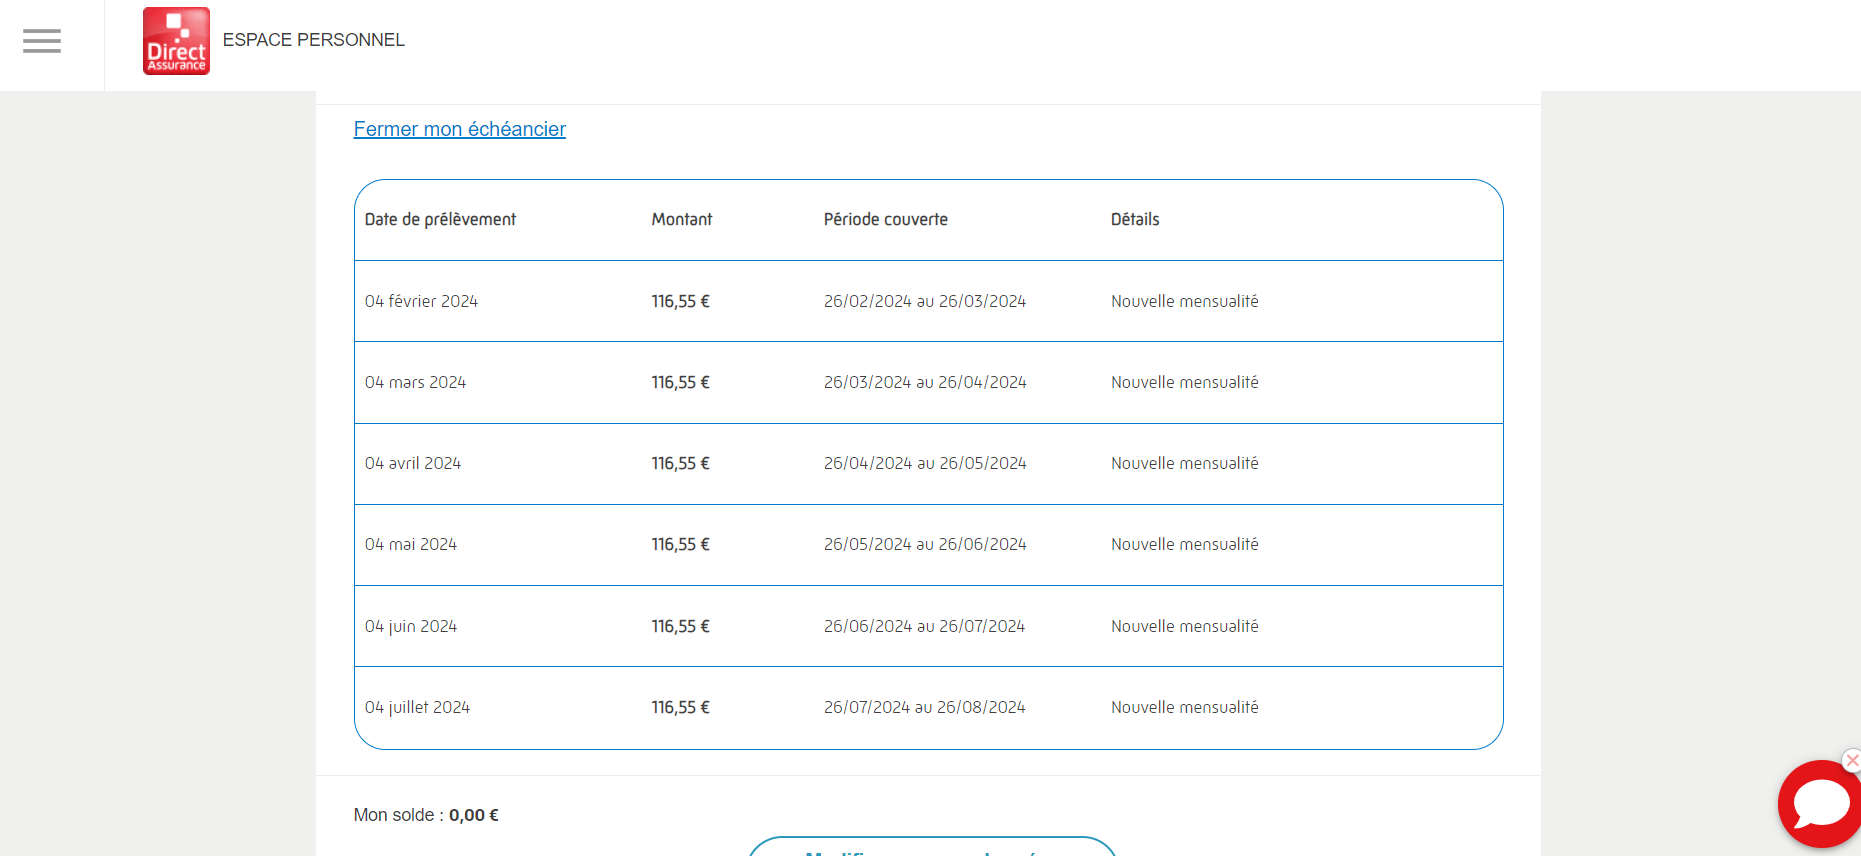 Direct
Assurance
ESPACE PERSONNEL
Fermer mon échéancier
Date de prélèvement Montant Période couverte Détails
04 février 2024 116,55 € 26/02/2024 au 26/03/2024 Nouvelle mensualité
04 mars 2024 116,55 € 26/03/2024 au 26/04/2024 Nouvelle mensualité
04 avril 2024 116,55 € 26/04/2024 au 26/05/2024 Nouvelle mensualité
04 mai 2024 116,55 € 26/05/2024 au 26/06/2024 Nouvelle mensualité
04 juin 2024 116,55 € 26/06/2024 au 26/07/2024 Nouvelle mensualité
04 juillet 2024 116,55 € 26/07/2024 au 26/08/2024 Nouvelle mensualité
Mon solde : 0,00 €